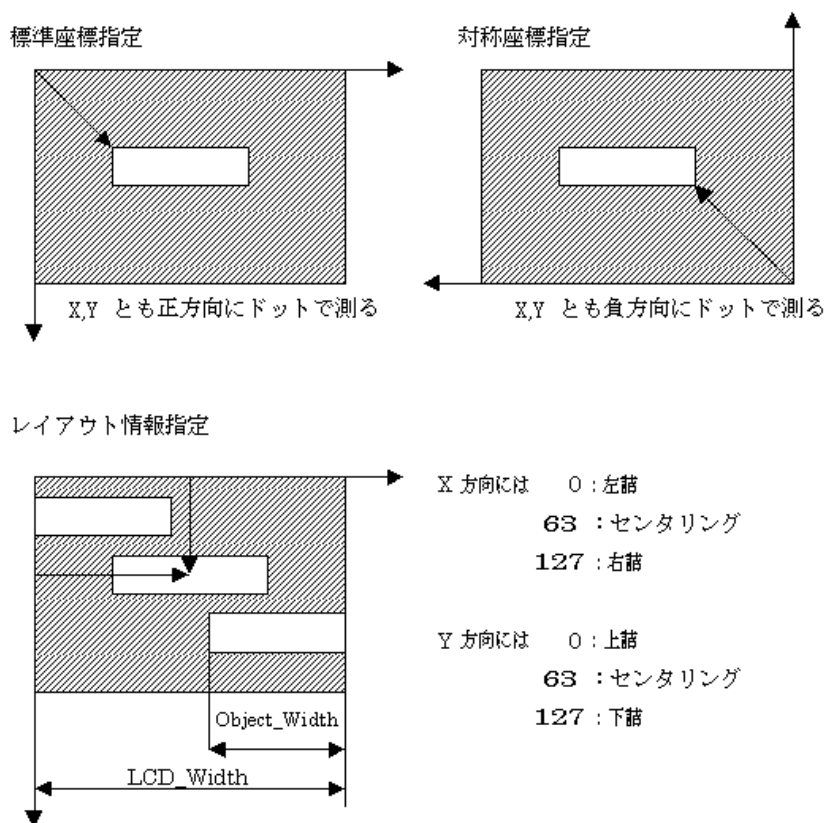 標準座標指定
対称座標指定
X,Y とも正方向にドットで測る
X,Y とも負方向にドットで測る
レイアウト情報指定
X 方向には 0 : 左詰
63 : センタリング
127 : 右詰
Y 方向には 0 : 上詰
63 : センタリング
127 : 下詰
Object_Width
LCD_Width